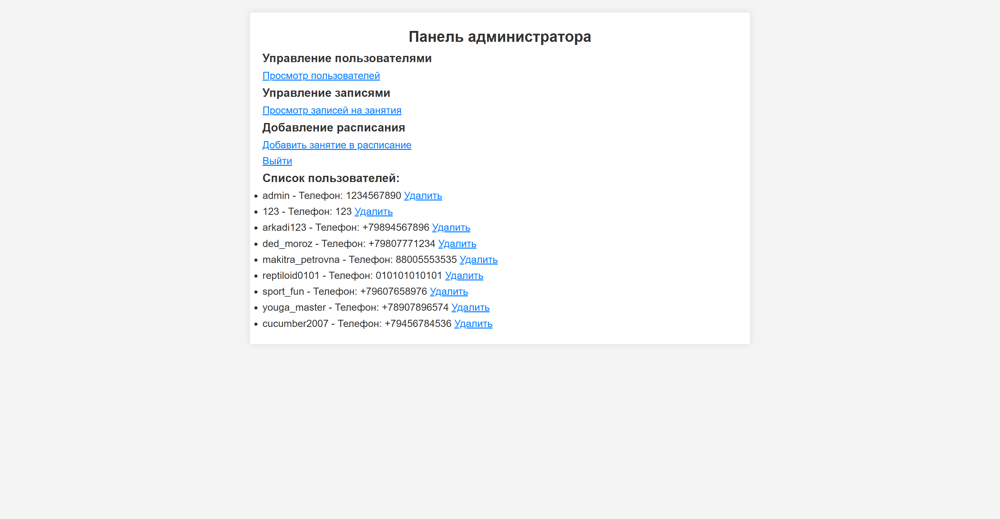 Панель администратора
Управление пользователями
Просмотр пользователей
Управление записями
Просмотр записей на занятия
Добавление расписания
Добавить занятие в расписание
Выйти
Список пользователей:
• admin - Телефон: 1234567890 Удалить
• 123 - Телефон: 123 Удалить
• arkadi123 - Телефон: +79894567896 Удалить
• ded_moroz - Телефон: +79807771234 Удалить
• makitra_petrovna - Телефон: 88005553535 Удалить
• reptiloid0101 - Телефон: 010101010101 Удалить
• sport_fun - Телефон: +79607658976 Удалить
• youga_master - Телефон: +78907896574 Удалить
• cucumber2007 - Телефон: +79456784536 Удалить